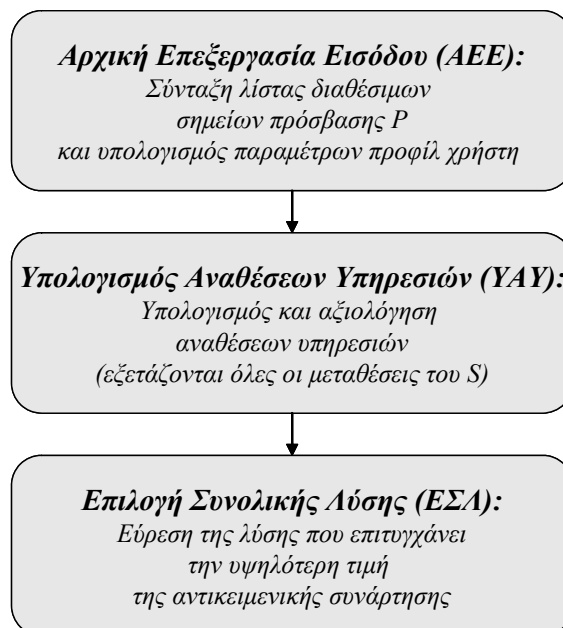 Αρχική Επεξεργασία Εισόδου (ΑΕΕ):
Σύνταξη λίστας διαθέσιμων
σημείων πρόσβασης P
και υπολογισμός παραμέτρων προφίλ χρήστη
Υπολογισμός Αναθέσεων Υπηρεσιών (ΥΑΥ):
Υπολογισμός και αξιολόγηση
αναθέσεων υπηρεσιών
(εξετάζονται όλες οι μεταθέσεις του S)
Επιλογή Συνολικής Λύσης (ΕΣΛ):
Εύρεση της λύσης που επιτυγχάνει
την υψηλότερη τιμή
της αντικειμενικής συνάρτησης